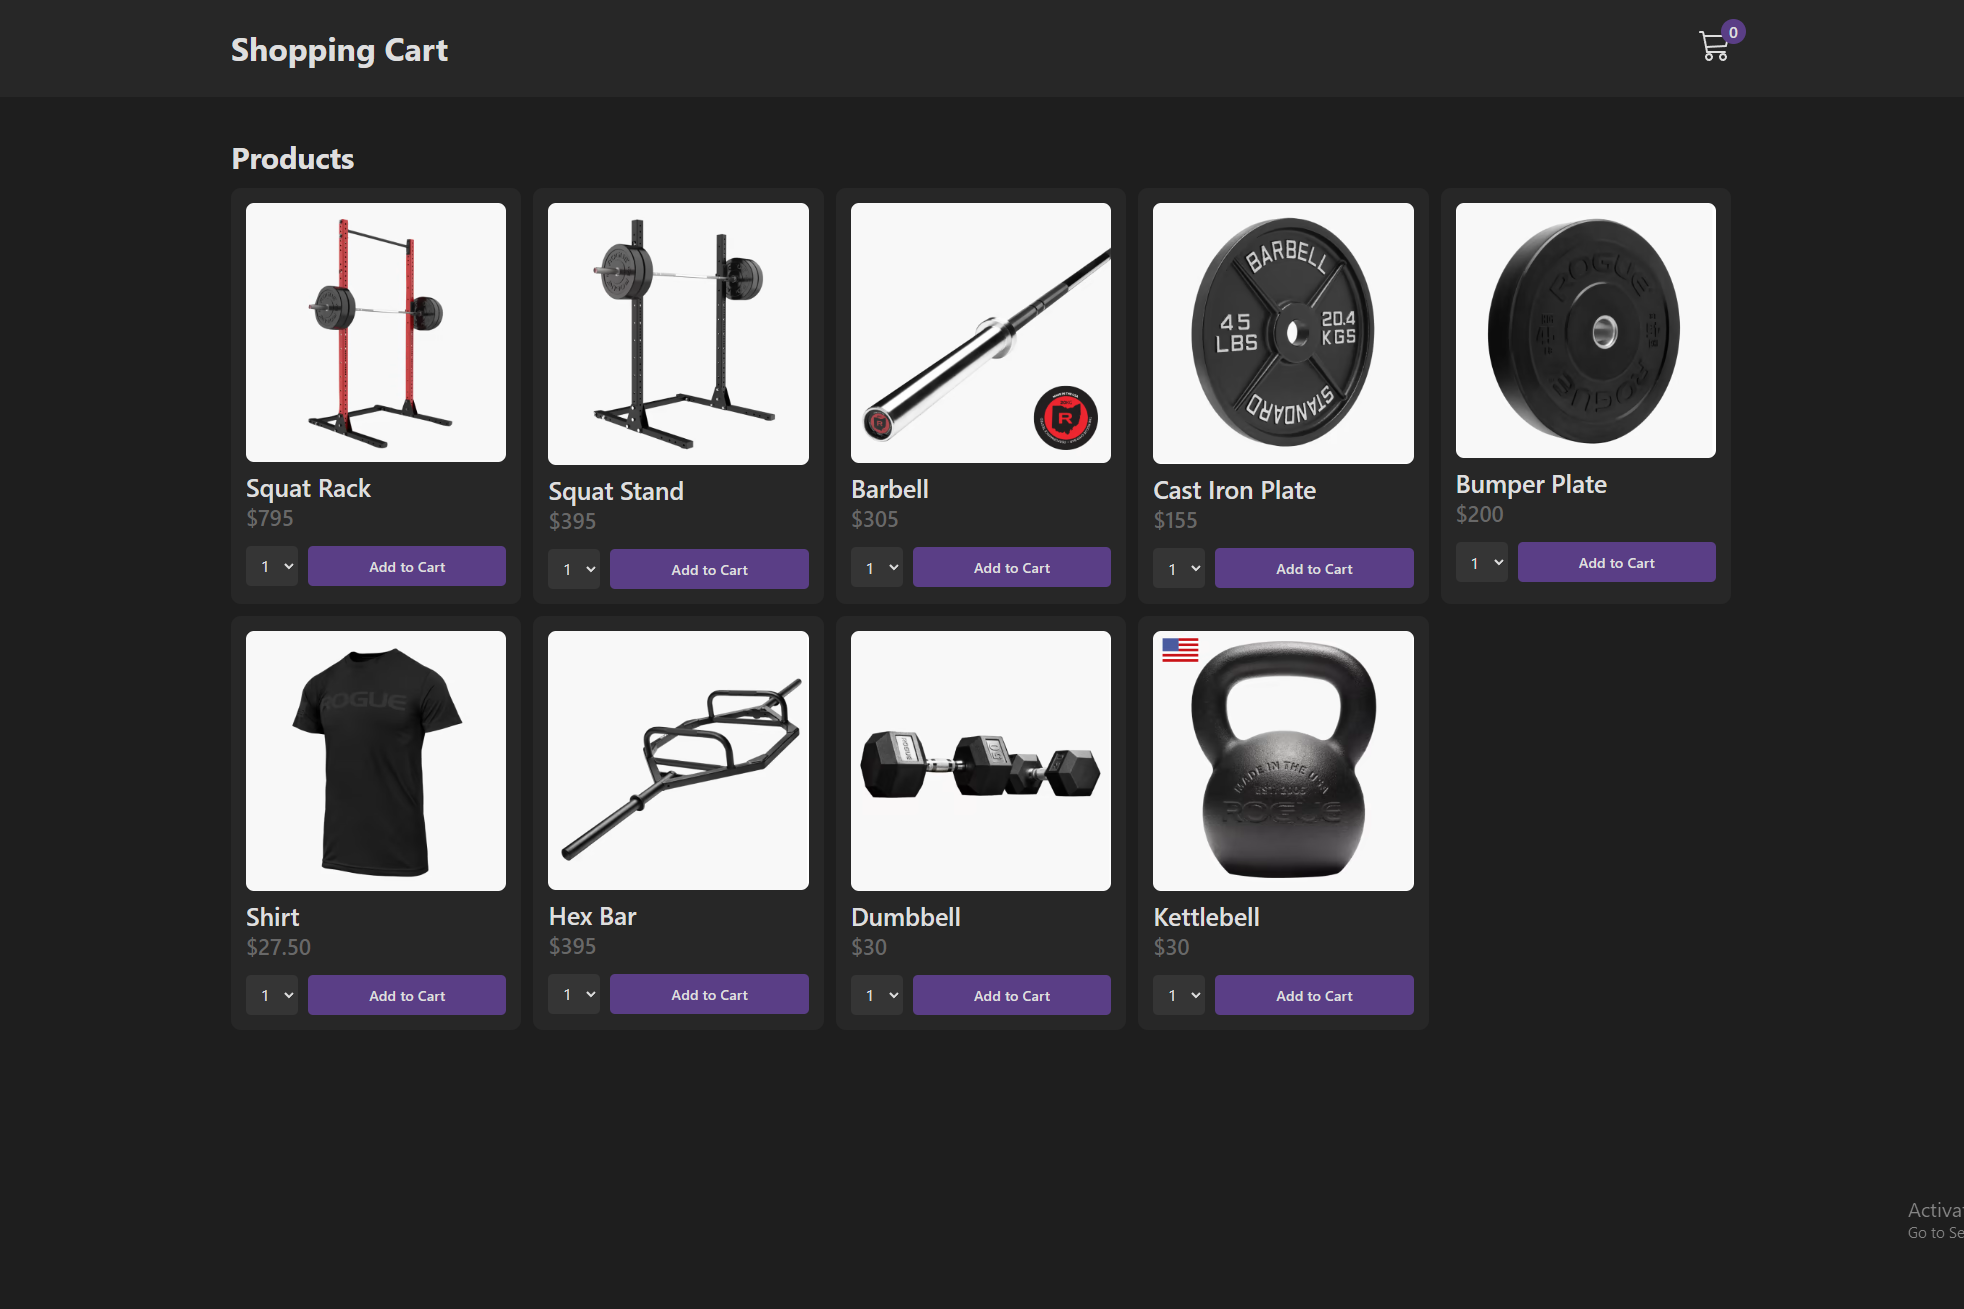 Shopping Cart
0
Products
BARBELL
45 LBS
20.4 KGS
STANDARD
ROGUE
ROGUE
R
R
Squat Rack
$795
1
Add to Cart
Squat Stand
$395
1
Add to Cart
Barbell
$305
1
Add to Cart
Cast Iron Plate
$155
1
Add to Cart
Bumper Plate
$200
1
Add to Cart
ROGUE
MADE IN THE USA
EST. 2006
ROGUE
Shirt
$27.50
1
Add to Cart
Hex Bar
$395
1
Add to Cart
Dumbbell
$30
1
Add to Cart
Kettlebell
$30
1
Add to Cart
Activat
Go to Se